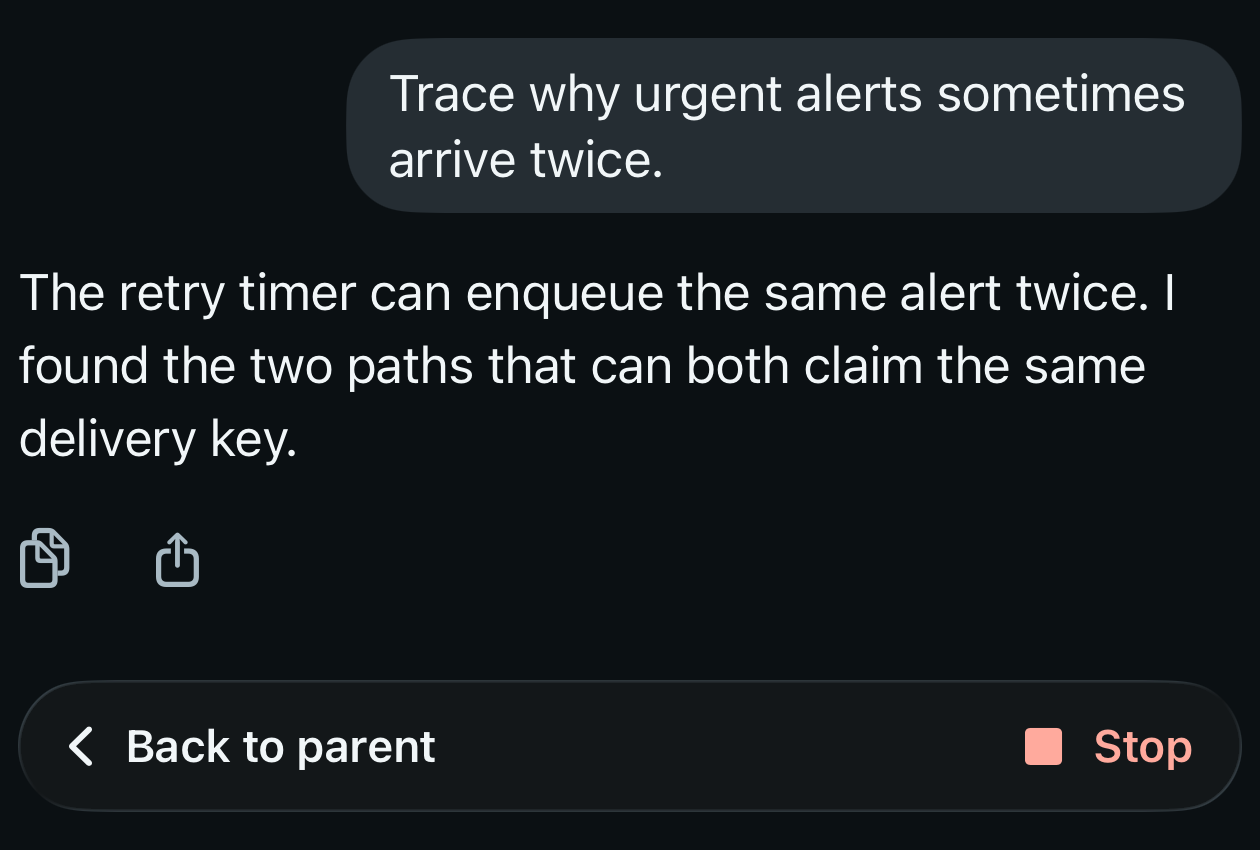 Trace why urgent alerts sometimes
arrive twice.
The retry timer can enqueue the same alert twice. I
found the two paths that can both claim the same
delivery key.
Back to parent
Stop